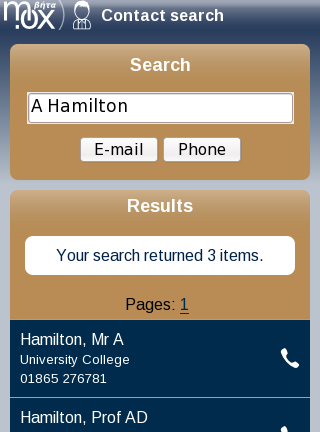 mox βήτα Contact search
Search
A Hamilton
E-mail Phone
Results
Your search returned 3 items.
Pages: 1
Hamilton, Mr A
University College
01865 276781
Hamilton, Prof AD